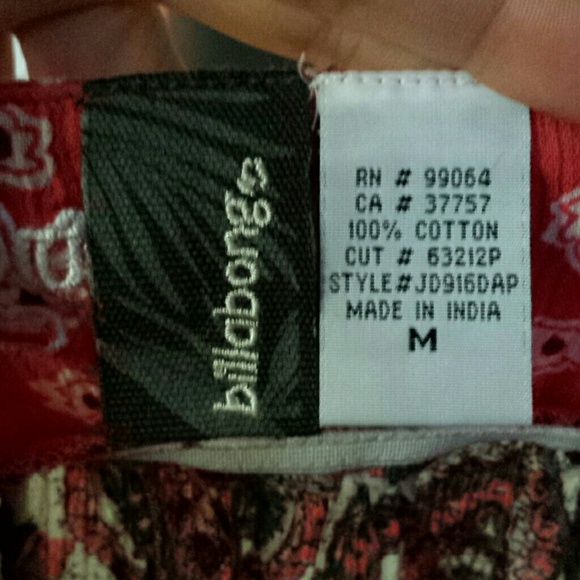 billabong
RN # 99064
CA # 37757
100% COTTON
CUT # 63212P
STYLE#JD916DAP
MADE IN INDIA
M